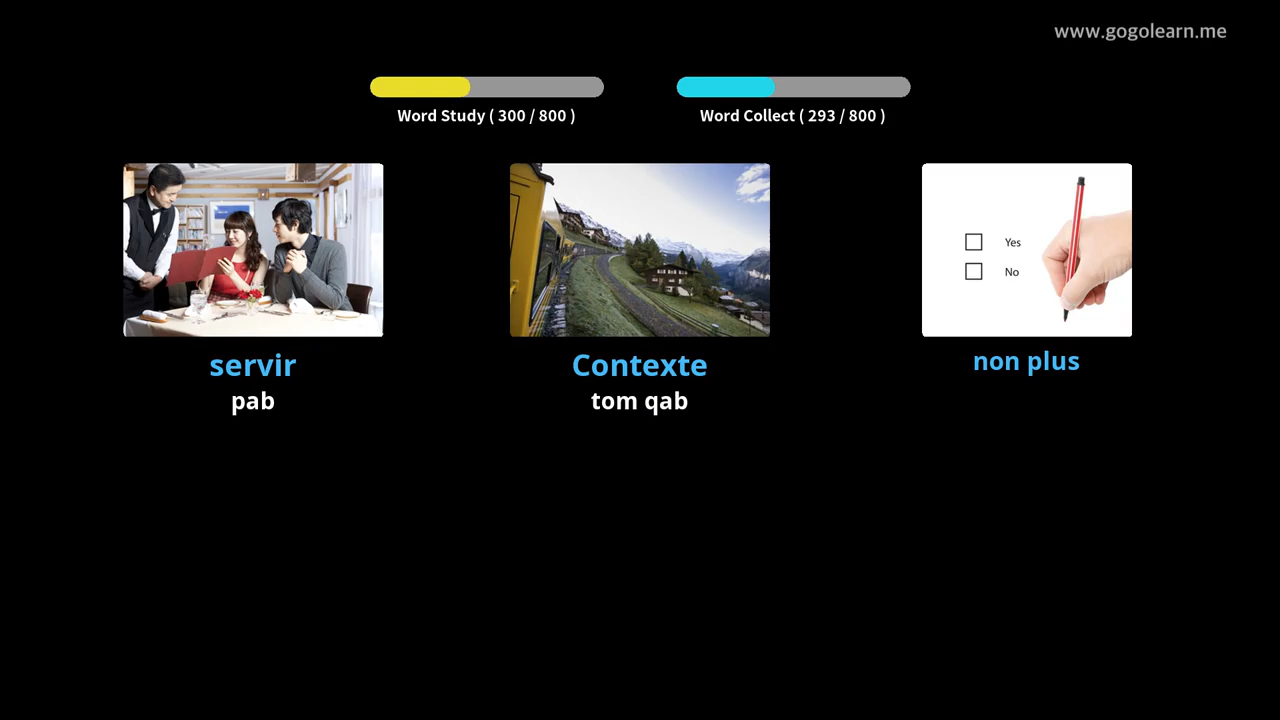 www.gogolearn.me
Word Study ( 300 / 800 )
Word Collect ( 293 / 800 )
Yes
No
servir
pab
Contexte
tom qab
non plus